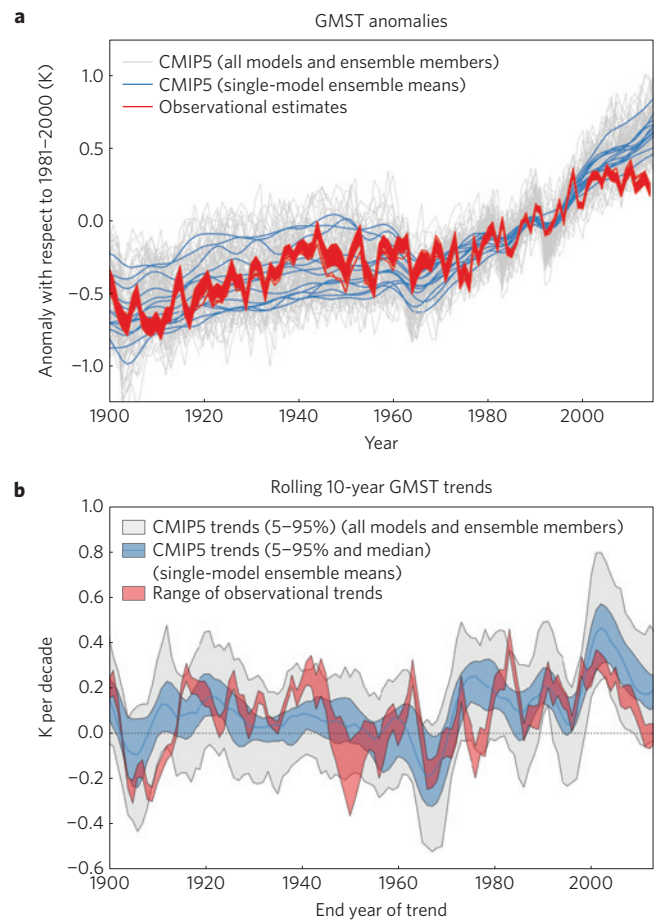 a
GMST anomalies
CMIP5 (all models and ensemble members)
CMIP5 (single-model ensemble means)
Observational estimates
Anomaly with respect to 1981–2000 (K)
1.0
0.5
0.0
−0.5
−1.0
1900
1920
1940
1960
1980
2000
Year
b
Rolling 10-year GMST trends
CMIP5 trends (5–95%) (all models and ensemble members)
CMIP5 trends (5–95% and median)
(single-model ensemble means)
Range of observational trends
K per decade
1.0
0.8
0.6
0.4
0.2
0.0
−0.2
−0.4
−0.6
1900
1920
1940
1960
1980
2000
End year of trend